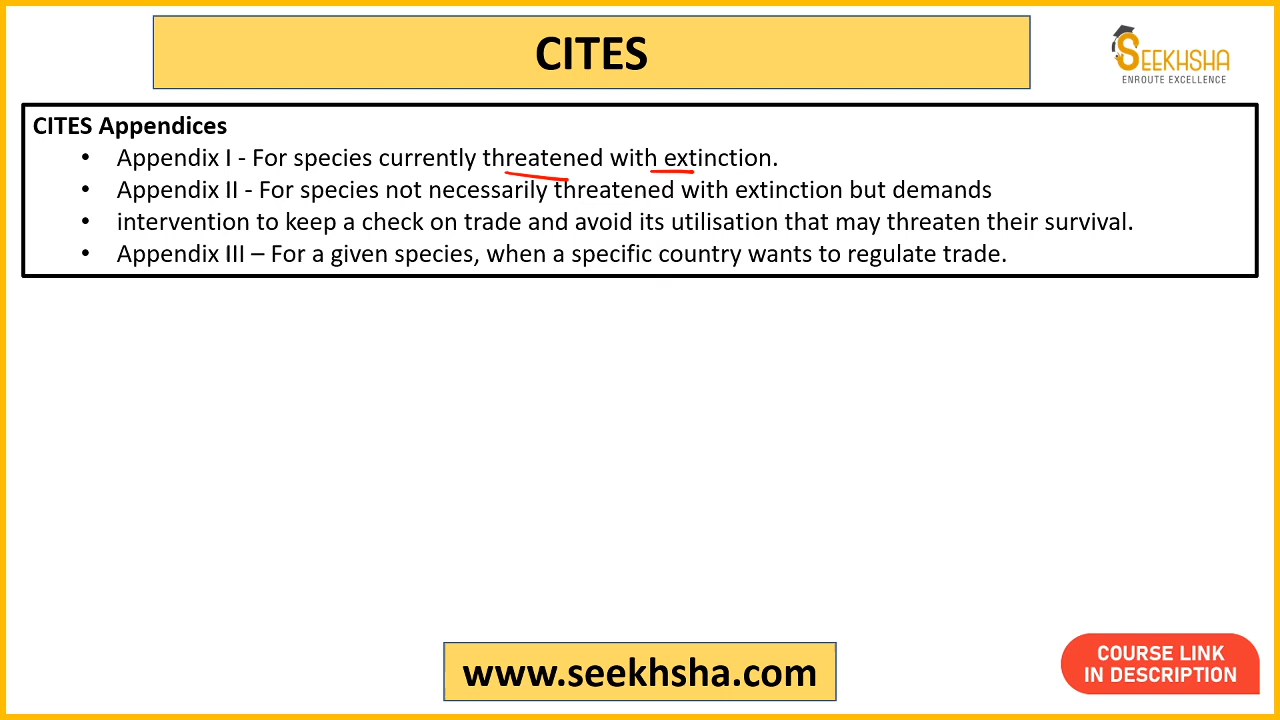 CITES
SEEKHSHA
ENROUTE EXCELLENCE
CITES Appendices
• Appendix I - For species currently threatened with extinction.
• Appendix II - For species not necessarily threatened with extinction but demands
• intervention to keep a check on trade and avoid its utilisation that may threaten their survival.
• Appendix III – For a given species, when a specific country wants to regulate trade.
www.seekhsha.com
COURSE LINK
IN DESCRIPTION